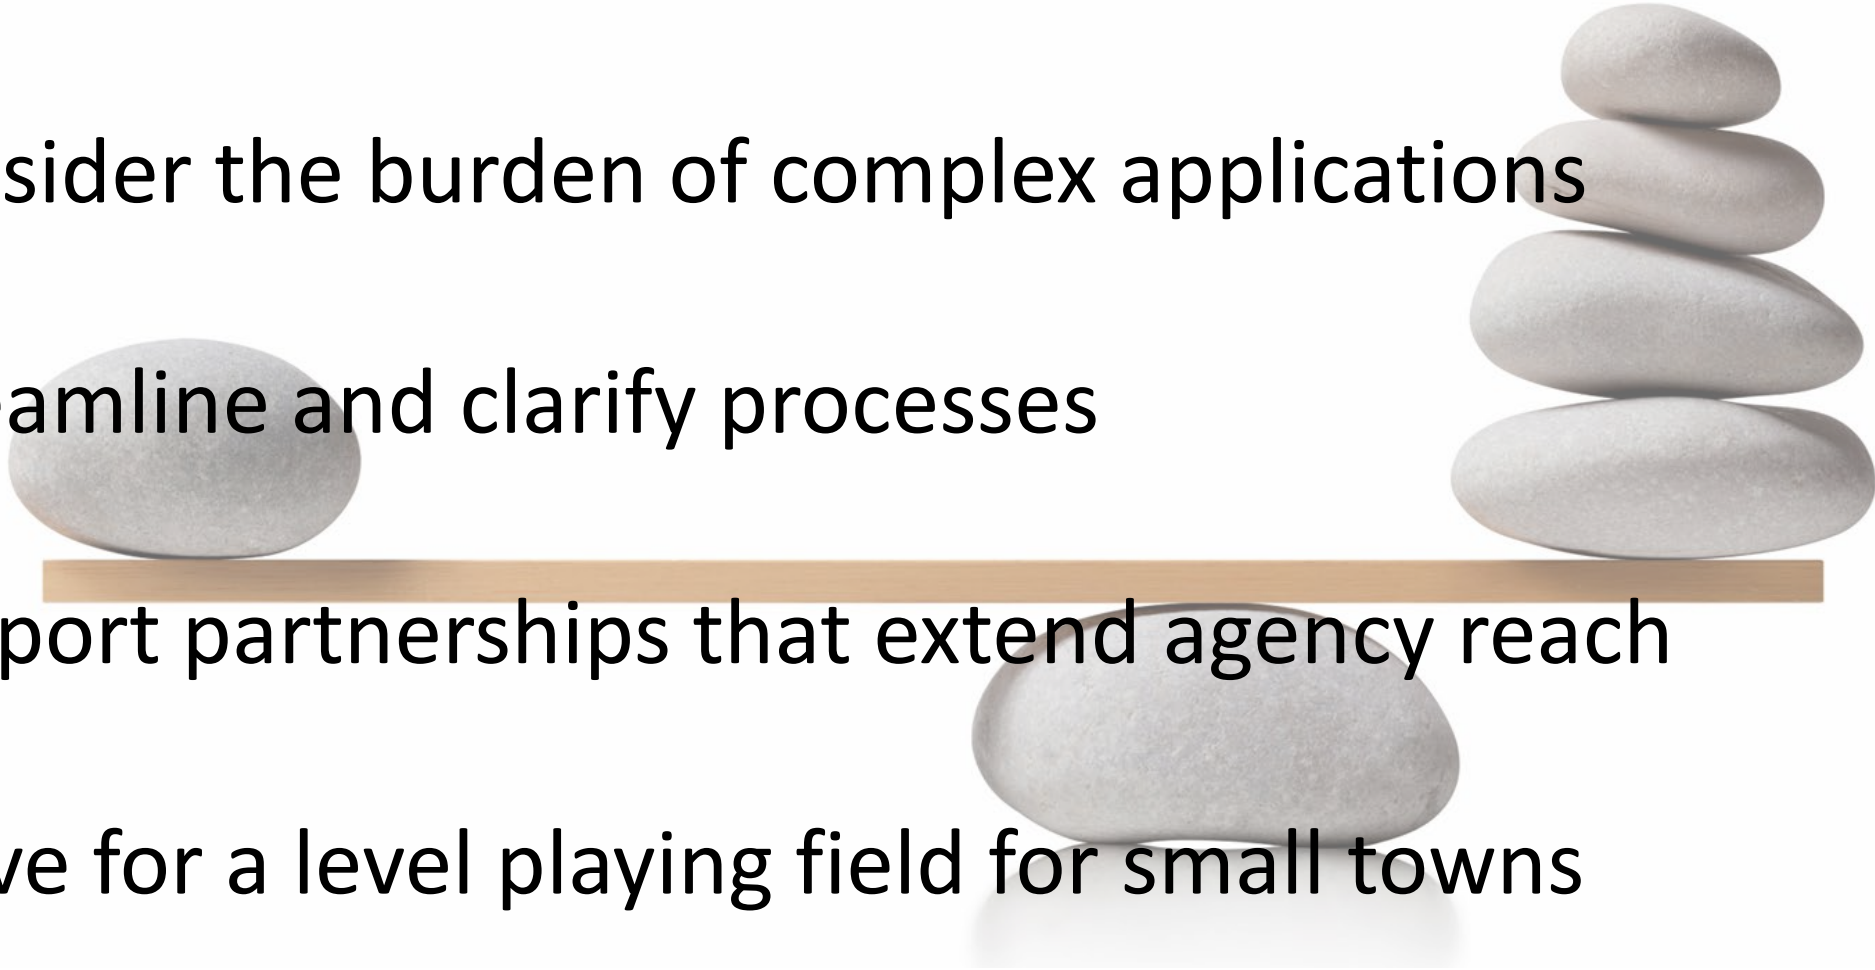 sider the burden of complex applications
amline and clarify processes
port partnerships that extend agency reach
ve for a level playing field for small towns